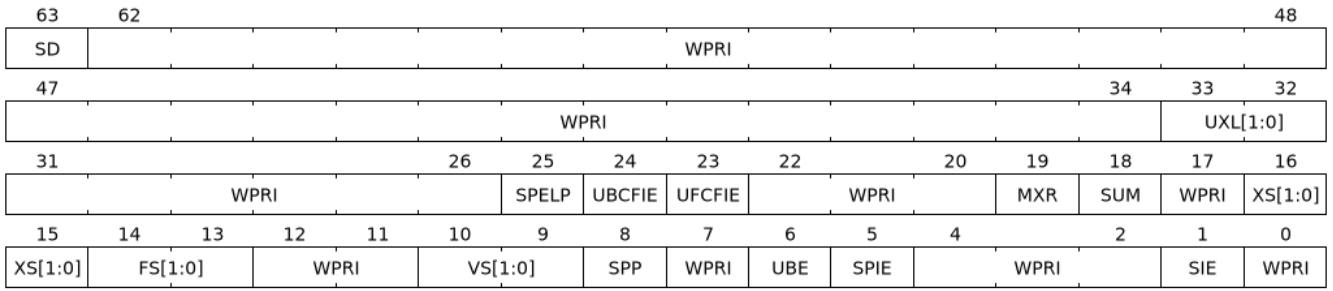 63 62 48
SD WPRI
47 34 33 32
WPRI UXL[1:0]
31 26 25 24 23 22 20 19 18 17 16
WPRI SPELP UBCFIE UFCFIE WPRI MXR SUM WPRI XS[1:0]
15 14 13 12 11 10 9 8 7 6 5 4 2 1 0
XS[1:0] FS[1:0] WPRI VS[1:0] SPP WPRI UBE SPIE WPRI SIE WPRI